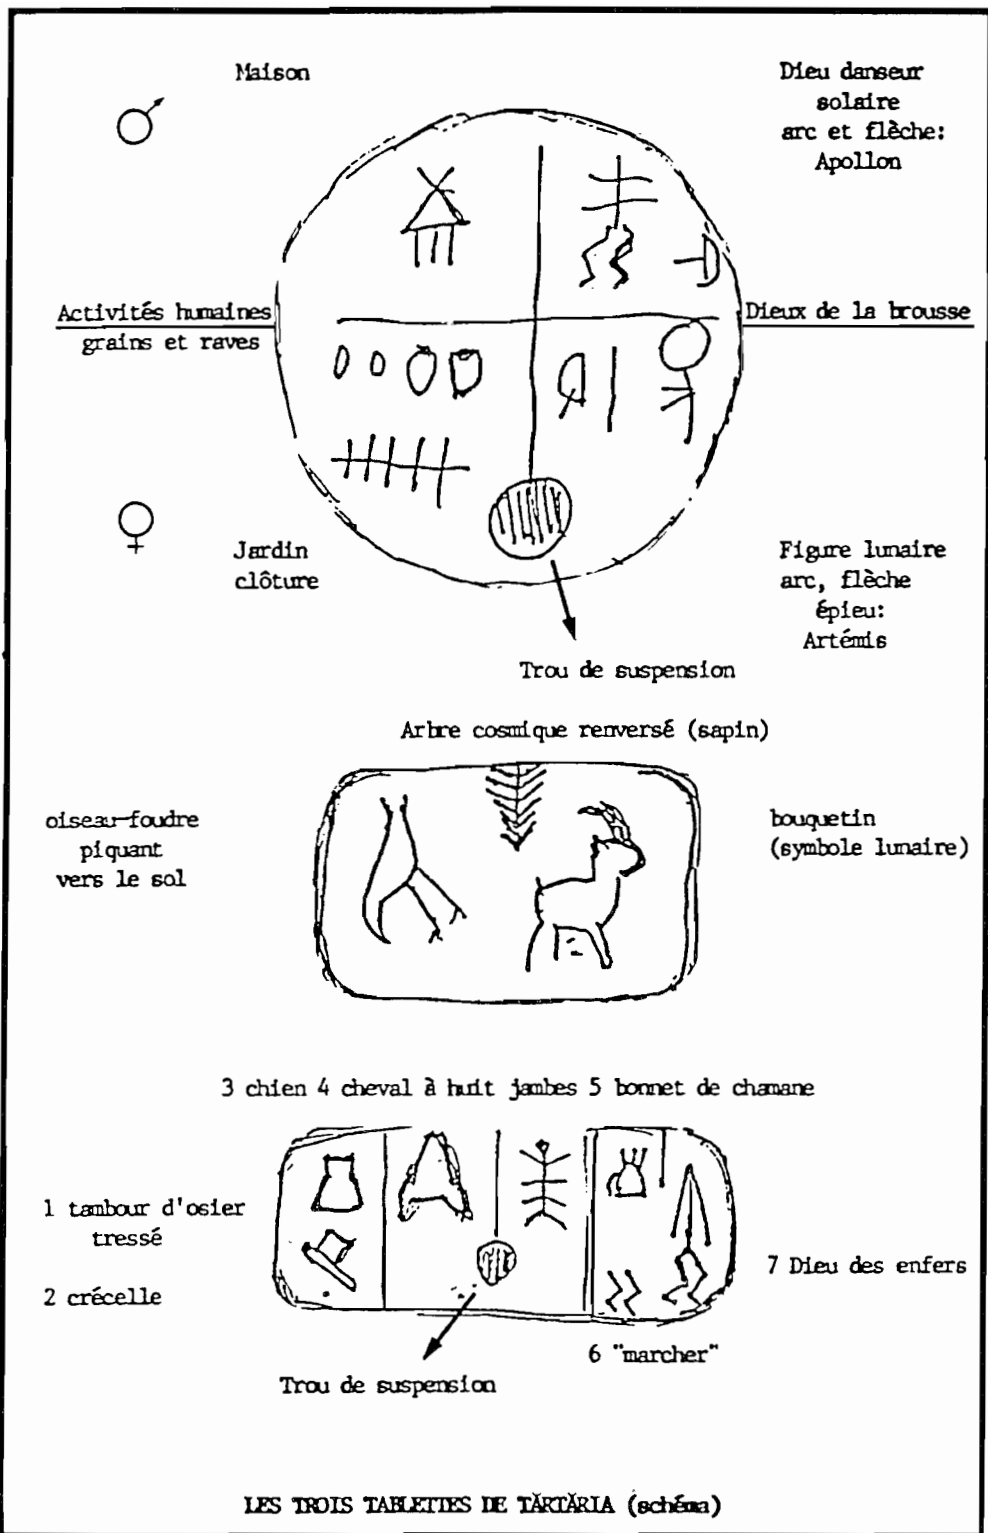 Maison
Dieu danseur
solaire
arc et flèche:
Apollon
Activités humaines
grains et raves
Dieux de la brousse
Jardin
clôture
Figure lunaire
arc, flèche
épieu:
Artémis
Trou de suspension
Arbre cosmique renversé (sapin)
oiseau-foudre
piquant
vers le sol
bouquetin
(symbole lunaire)
3 chien 4 cheval à huit jambes 5 bonnet de chamane
1 tambour d'osier
tressé
2 crécelle
7 Dieu des enfers
6 "marcher"
Trou de suspension
LES TROIS TABLETTES DE TĂRTĂRIA (schéma)